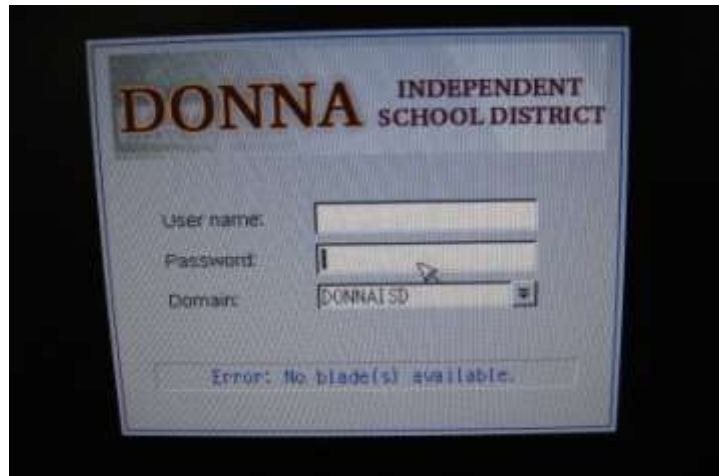 DONNA INDEPENDENT
SCHOOL DISTRICT
User name:
Password:
Domain: DONNAISD
Error: No blade(s) available.